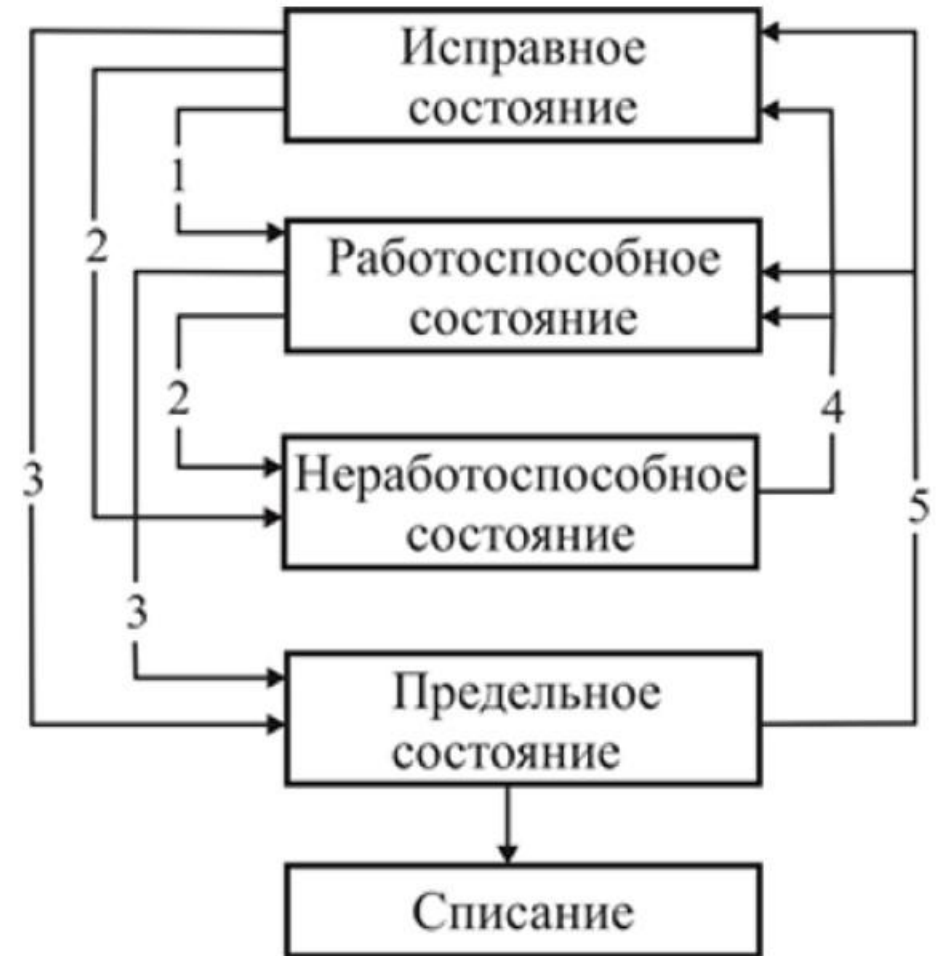 Исправное
состояние
1
2
Работоспособное
состояние
2
4
3
Неработоспособное
состояние
5
3
Предельное
состояние
Списание